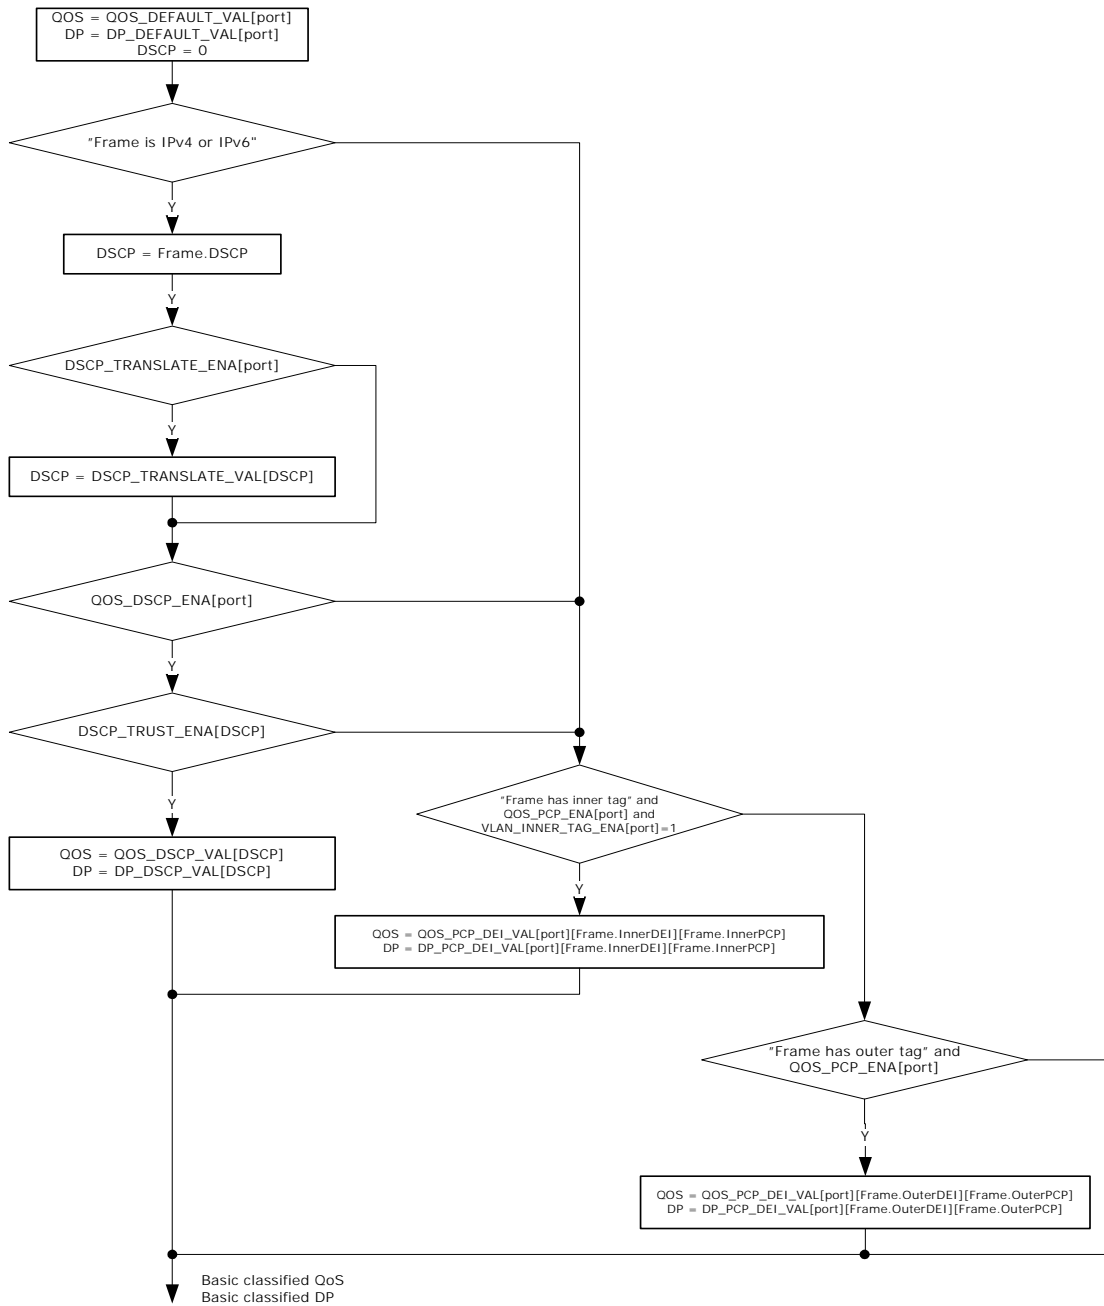 QOS = QOS_DEFAULT_VAL[port]
DP = DP_DEFAULT_VAL[port]
DSCP = 0
"Frame is IPv4 or IPv6"
Y
DSCP = Frame.DSCP
Y
DSCP_TRANSLATE_ENA[port]
Y
DSCP = DSCP_TRANSLATE_VAL[DSCP]
QOS_DSCP_ENA[port]
Y
DSCP_TRUST_ENA[DSCP]
Y
QOS = QOS_DSCP_VAL[DSCP]
DP = DP_DSCP_VAL[DSCP]
"Frame has inner tag" and
QOS_PCP_ENA[port] and
VLAN_INNER_TAG_ENA[port]=1
Y
QOS = QOS_PCP_DEI_VAL[port][Frame.InnerDEI][Frame.InnerPCP]
DP = DP_PCP_DEI_VAL[port][Frame.InnerDEI][Frame.InnerPCP]
"Frame has outer tag" and
QOS_PCP_ENA[port]
Y
QOS = QOS_PCP_DEI_VAL[port][Frame.OuterDEI][Frame.OuterPCP]
DP = DP_PCP_DEI_VAL[port][Frame.OuterDEI][Frame.OuterPCP]
Basic classified QoS
Basic classified DP